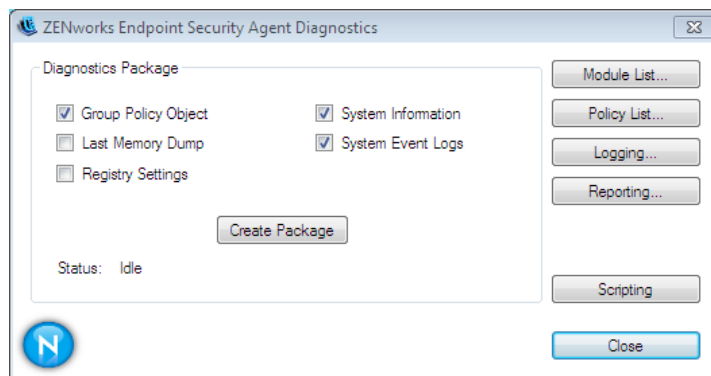 ZENworks Endpoint Security Agent Diagnostics
Diagnostics Package
Group Policy Object
System Information
Last Memory Dump
System Event Logs
Registry Settings
Create Package
Status: Idle
Module List...
Policy List...
Logging...
Reporting...
Scripting
Close
N